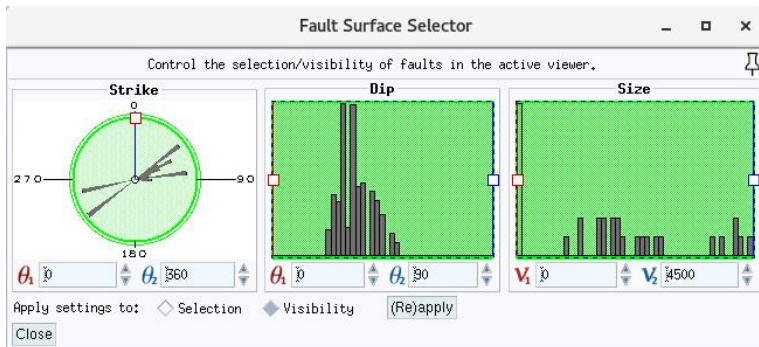 Fault Surface Selector
Control the selection/visibility of faults in the active viewer.
Strike
Dip
Size
0
270
90
180
θ₁ 0 θ₂ 360
θ₁ 0 θ₂ 90
V₁ 0 V₂ 4500
Apply settings to: Selection Visibility (Re)apply
Close